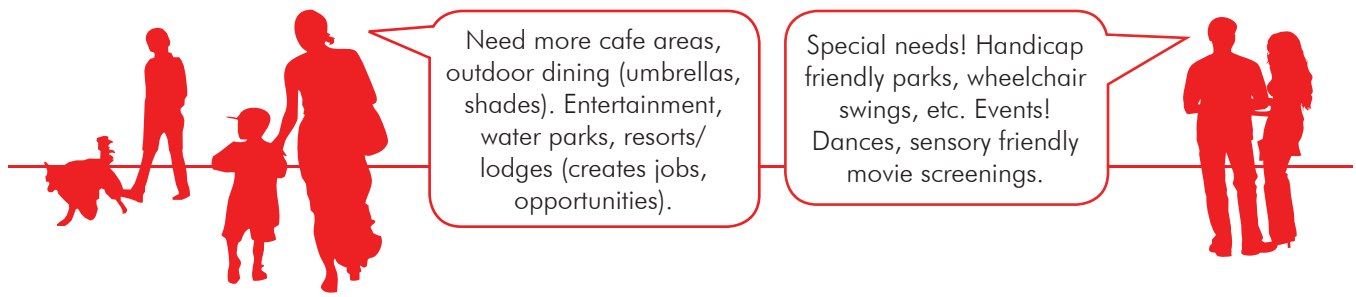 Need more cafe areas,
outdoor dining (umbrellas,
shades). Entertainment,
water parks, resorts/
lodges (creates jobs,
opportunities).
Special needs! Handicap
friendly parks, wheelchair
swings, etc. Events!
Dances, sensory friendly
movie screenings.